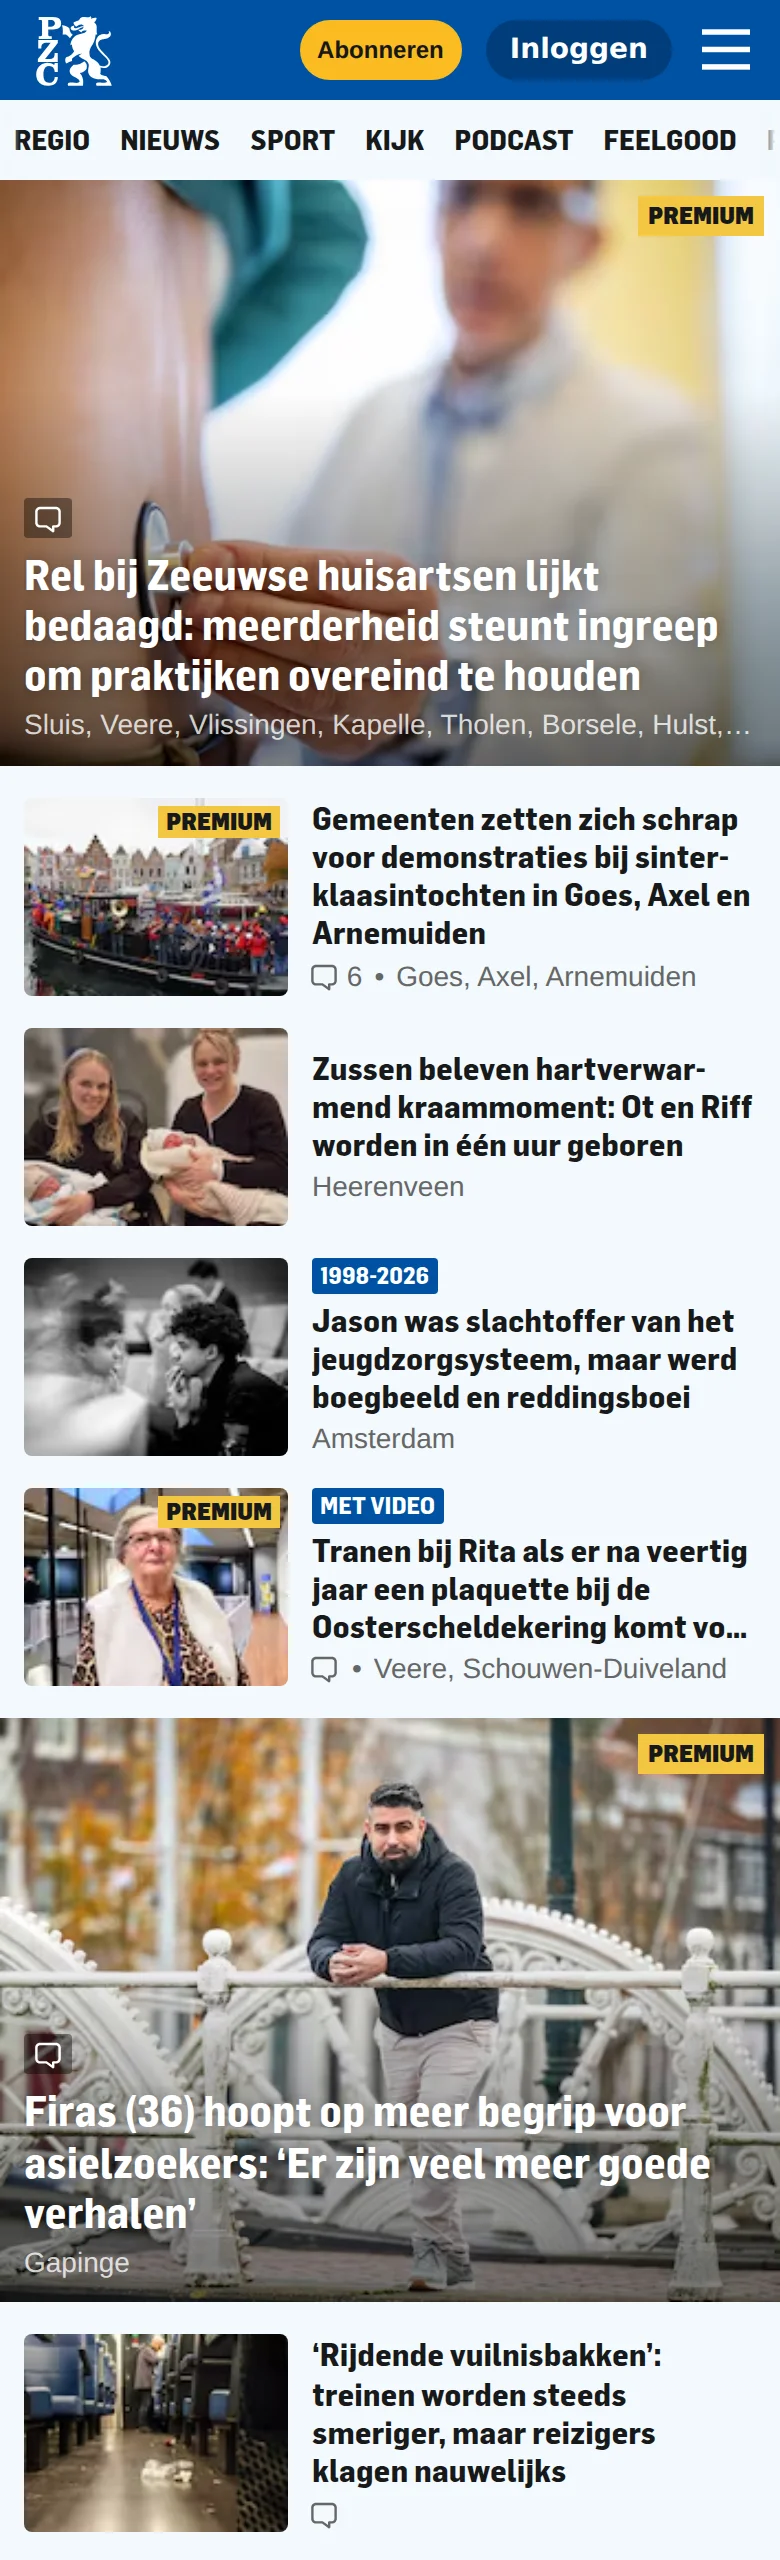 PZC
Abonneren
Inloggen
REGIO NIEUWS SPORT KIJK PODCAST FEELGOOD
PREMIUM
Rel bij Zeeuwse huisartsen lijkt
bedaagd: meerderheid steunt ingreep
om praktijken overeind te houden
Sluis, Veere, Vlissingen, Kapelle, Tholen, Borsele, Hulst,…
PREMIUM
Gemeenten zetten zich schrap
voor demonstraties bij sinter-
klaasintochten in Goes, Axel en
Arnemuiden
6 • Goes, Axel, Arnemuiden
Zussen beleven hartverwar-
mend kraammoment: Ot en Riff
worden in één uur geboren
Heerenveen
1998-2026
Jason was slachtoffer van het
jeugdzorgsysteem, maar werd
boegbeeld en reddingsboei
Amsterdam
PREMIUM
MET VIDEO
Tranen bij Rita als er na veertig
jaar een plaquette bij de
Oosterscheldekering komt vo...
• Veere, Schouwen-Duiveland
PREMIUM
Firas (36) hoopt op meer begrip voor
asielzoekers: ‘Er zijn veel meer goede
verhalen’
Gapinge
‘Rijdende vuilnisbakken’:
treinen worden steeds
smeriger, maar reizigers
klagen nauwelijks